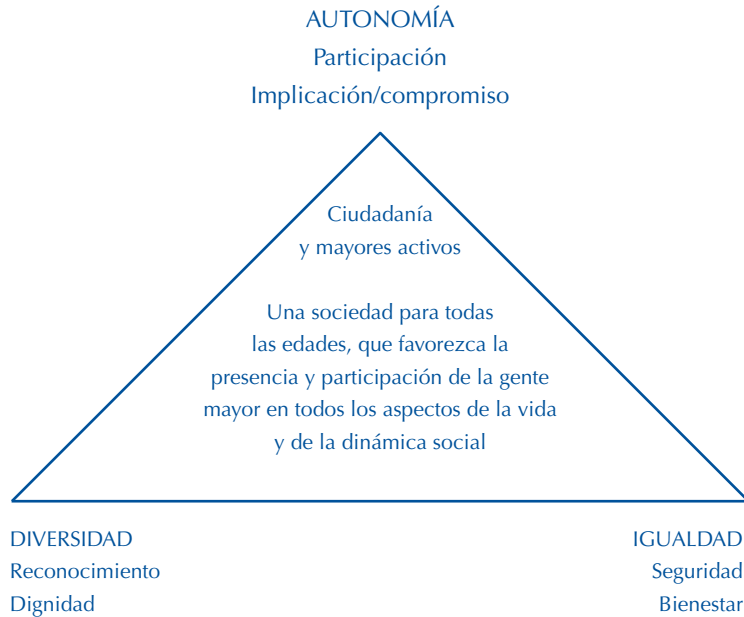 AUTONOMÍA
Participación
Implicación/compromiso
Ciudadanía
y mayores activos
Una sociedad para todas
las edades, que favorezca la
presencia y participación de la gente
mayor en todos los aspectos de la vida
y de la dinámica social
DIVERSIDAD
Reconocimiento
Dignidad
IGUALDAD
Seguridad
Bienestar